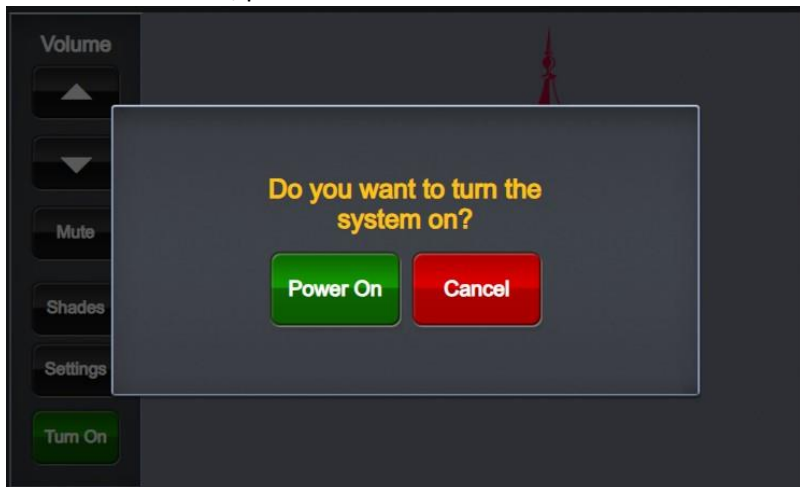 Volume
Mute
Shades
Settings
Turn On
Do you want to turn the
system on?
Power On
Cancel